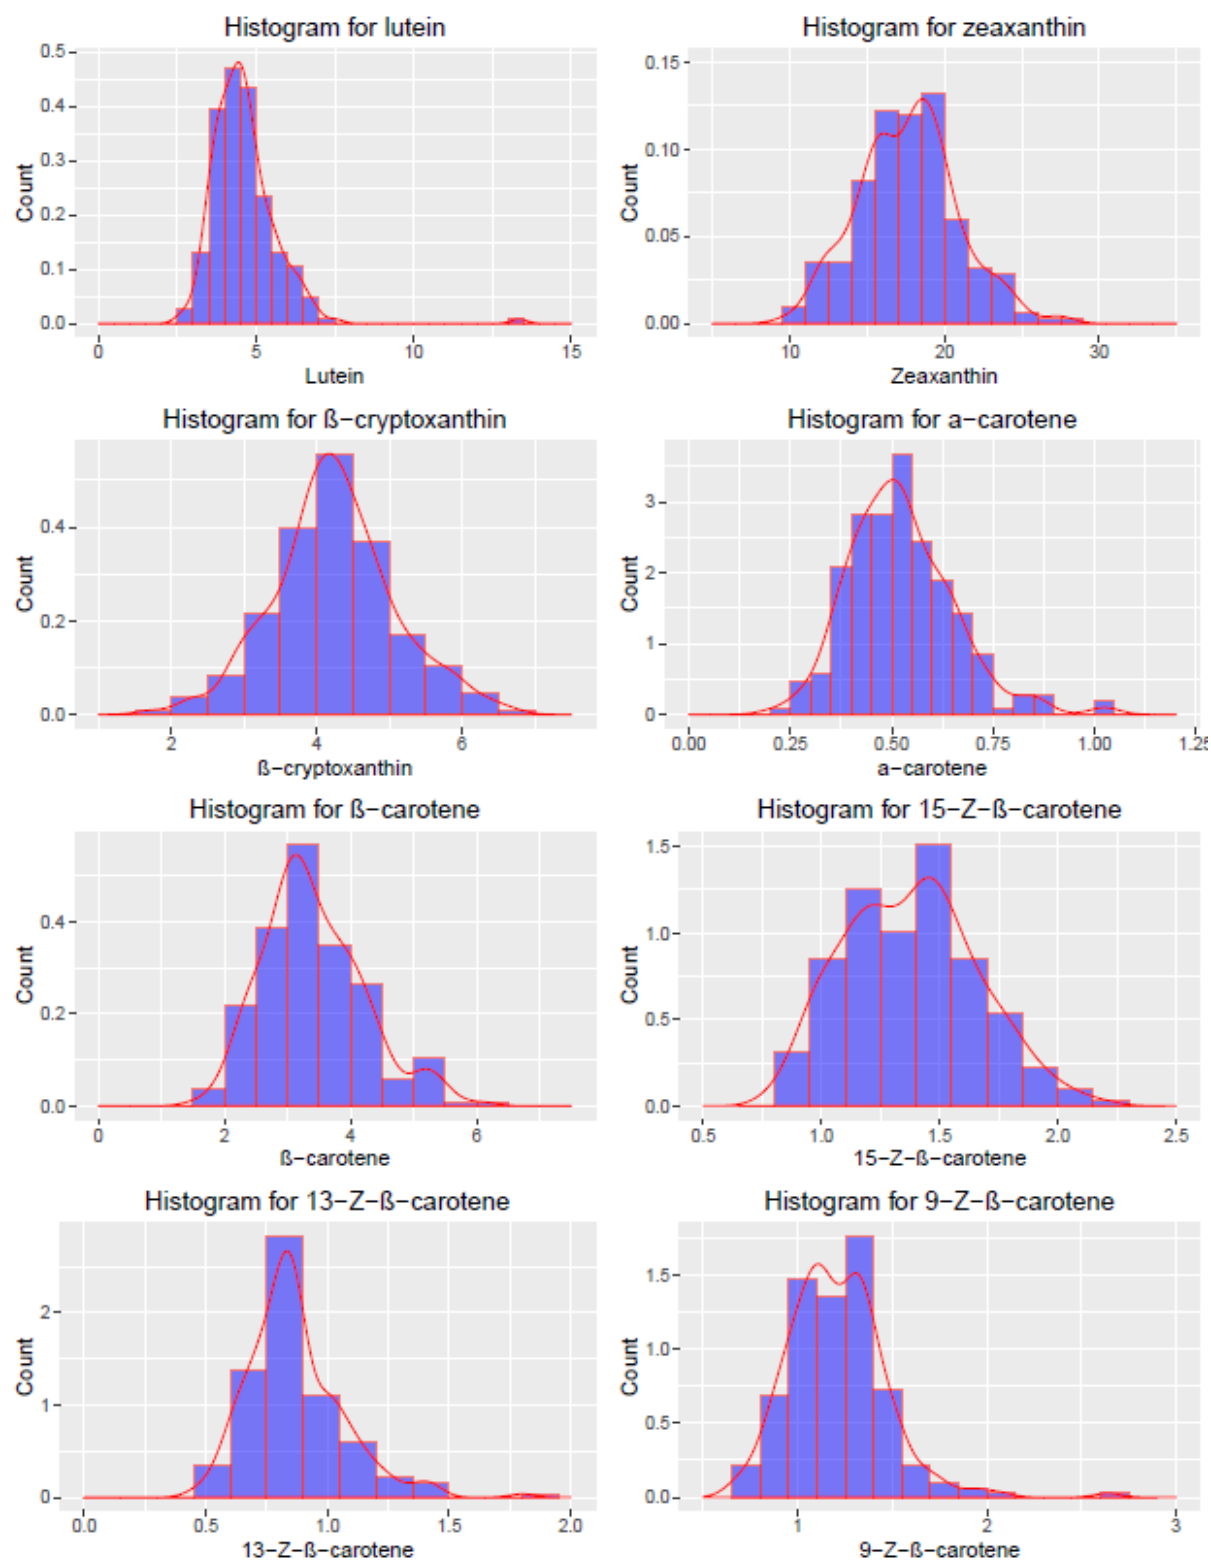 Histogram for lutein
Count
0.5
0.4
0.3
0.2
0.1
0.0
0 5 10 15
Lutein
Histogram for zeaxanthin
Count
0.15
0.10
0.05
0.00
10 20 30
Zeaxanthin
Histogram for ß−cryptoxanthin
Count
0.4
0.2
0.0
2 4 6
ß−cryptoxanthin
Histogram for a−carotene
Count
3
2
1
0
0.00 0.25 0.50 0.75 1.00 1.25
a−carotene
Histogram for ß−carotene
Count
0.4
0.2
0.0
0 2 4 6
ß−carotene
Histogram for 15−Z−ß−carotene
Count
1.5
1.0
0.5
0.0
0.5 1.0 1.5 2.0 2.5
15−Z−ß−carotene
Histogram for 13−Z−ß−carotene
Count
2
1
0
0.0 0.5 1.0 1.5 2.0
13−Z−ß−carotene
Histogram for 9−Z−ß−carotene
Count
1.5
1.0
0.5
0.0
1 2 3
9−Z−ß−carotene